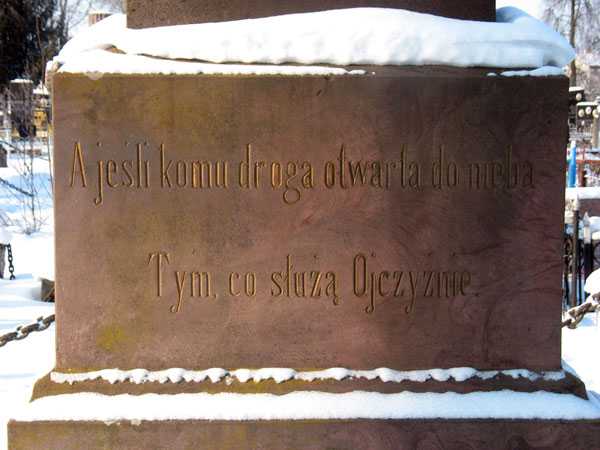 A jeśli komu droga otwarta do nieba
Tym, co służą Ojczyźnie.